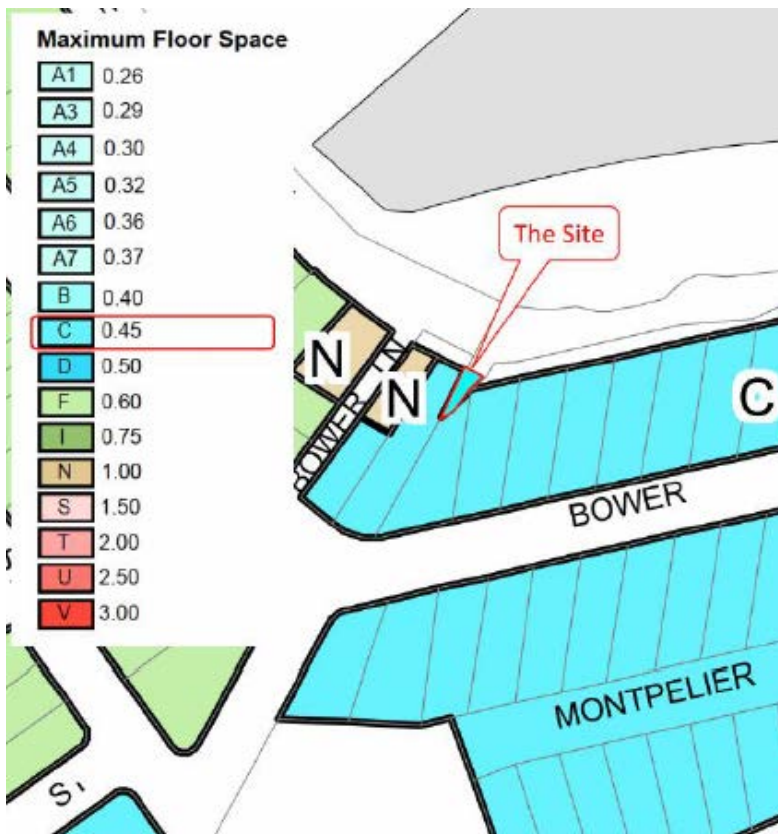 Maximum Floor Space
A1 0.26
A3 0.29
A4 0.30
A5 0.32
A6 0.36
A7 0.37
B 0.40
C 0.45
D 0.50
F 0.60
I 0.75
N 1.00
S 1.50
T 2.00
U 2.50
V 3.00
The Site
N
N
BOWER
C
BOWER
MONTPELIER